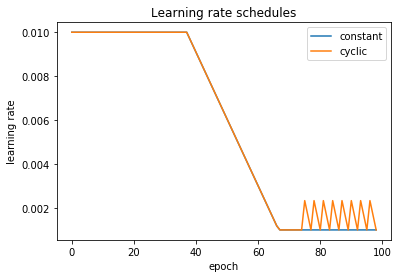 Learning rate schedules
constant
cyclic
learning rate
0.010
0.008
0.006
0.004
0.002
0 20 40 60 80 100
epoch